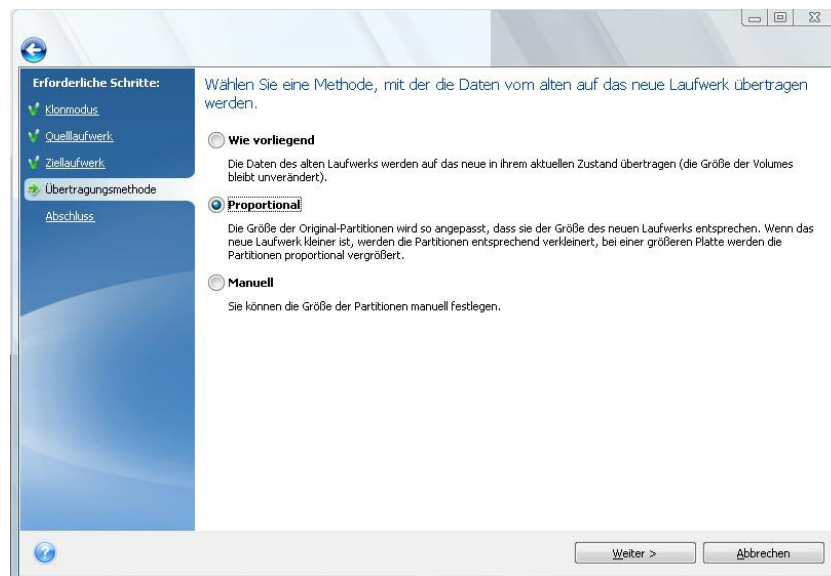 Erforderliche Schritte:
Klonmodus
Quelllaufwerk
Ziellaufwerk
Übertragungsmethode
Abschluss
Wählen Sie eine Methode, mit der die Daten vom alten auf das neue Laufwerk übertragen
werden.
Wie vorliegend
Die Daten des alten Laufwerks werden auf das neue in ihrem aktuellen Zustand übertragen (die Größe der Volumes
bleibt unverändert).
Proportional
Die Größe der Original-Partitionen wird so angepasst, dass sie der Größe des neuen Laufwerks entsprechen. Wenn das
neue Laufwerk kleiner ist, werden die Partitionen entsprechend verkleinert, bei einer größeren Platte werden die
Partitionen proportional vergrößert.
Manuell
Sie können die Größe der Partitionen manuell festlegen.
Weiter >
Abbrechen